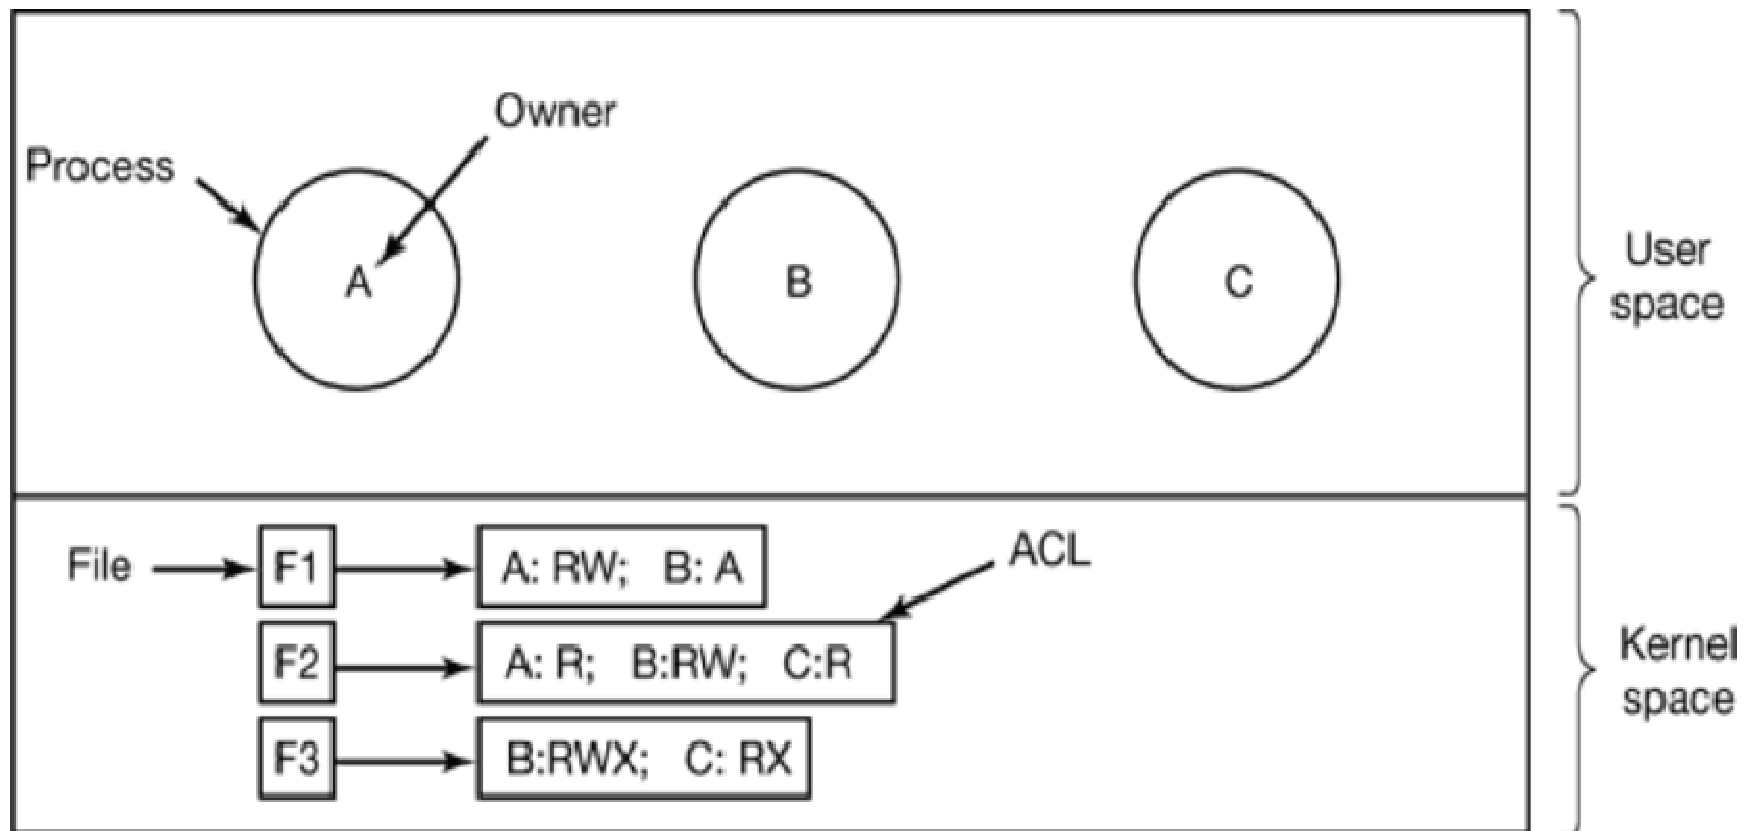 Owner
Process
A
B
C
User
space
File
F1
A: RW; B: A
ACL
F2
A: R; B:RW; C:R
Kernel
space
F3
B:RWX; C: RX